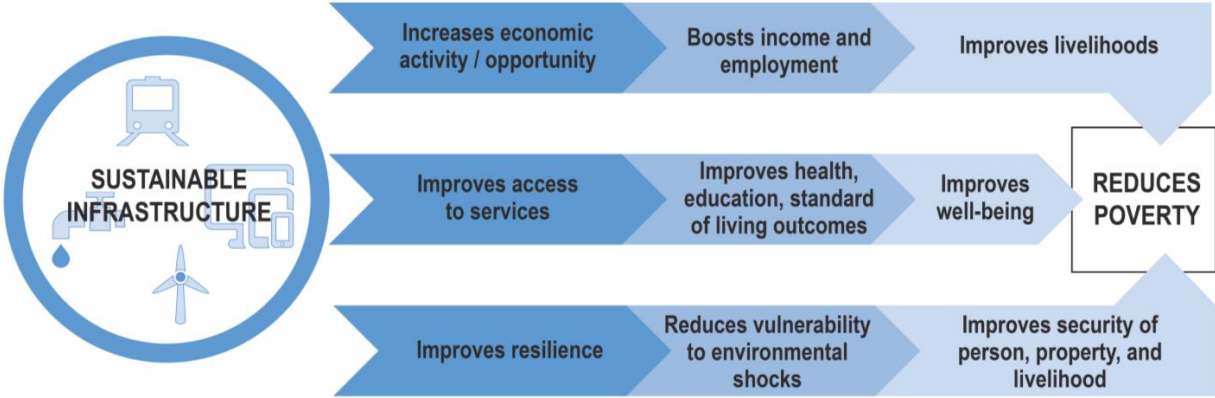 SUSTAINABLE
INFRASTRUCTURE
Increases economic
activity / opportunity
Boosts income and
employment
Improves livelihoods
Improves access
to services
Improves health,
education, standard
of living outcomes
Improves
well-being
REDUCES
POVERTY
Improves resilience
Reduces vulnerability
to environmental
shocks
Improves security of
person, property, and
livelihood